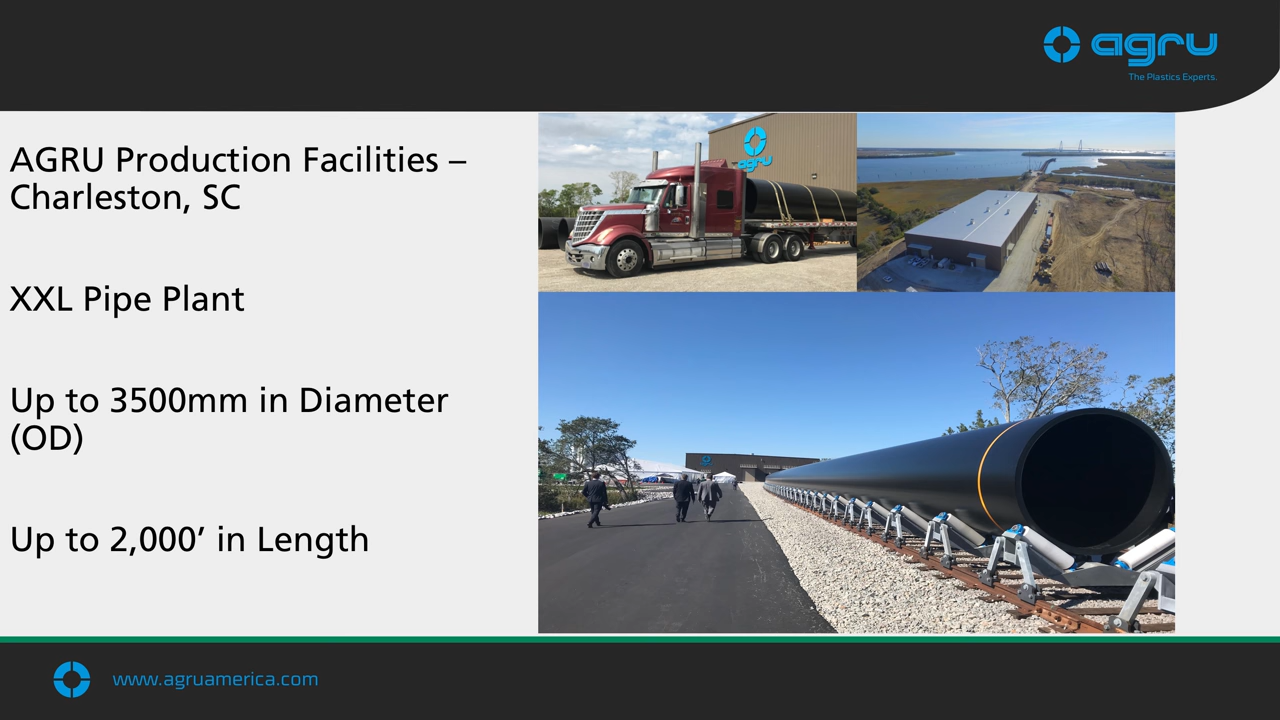 agru
The Plastics Experts.
AGRU Production Facilities –
Charleston, SC
XXL Pipe Plant
Up to 3500mm in Diameter
(OD)
Up to 2,000’ in Length
agru
www.agruamerica.com